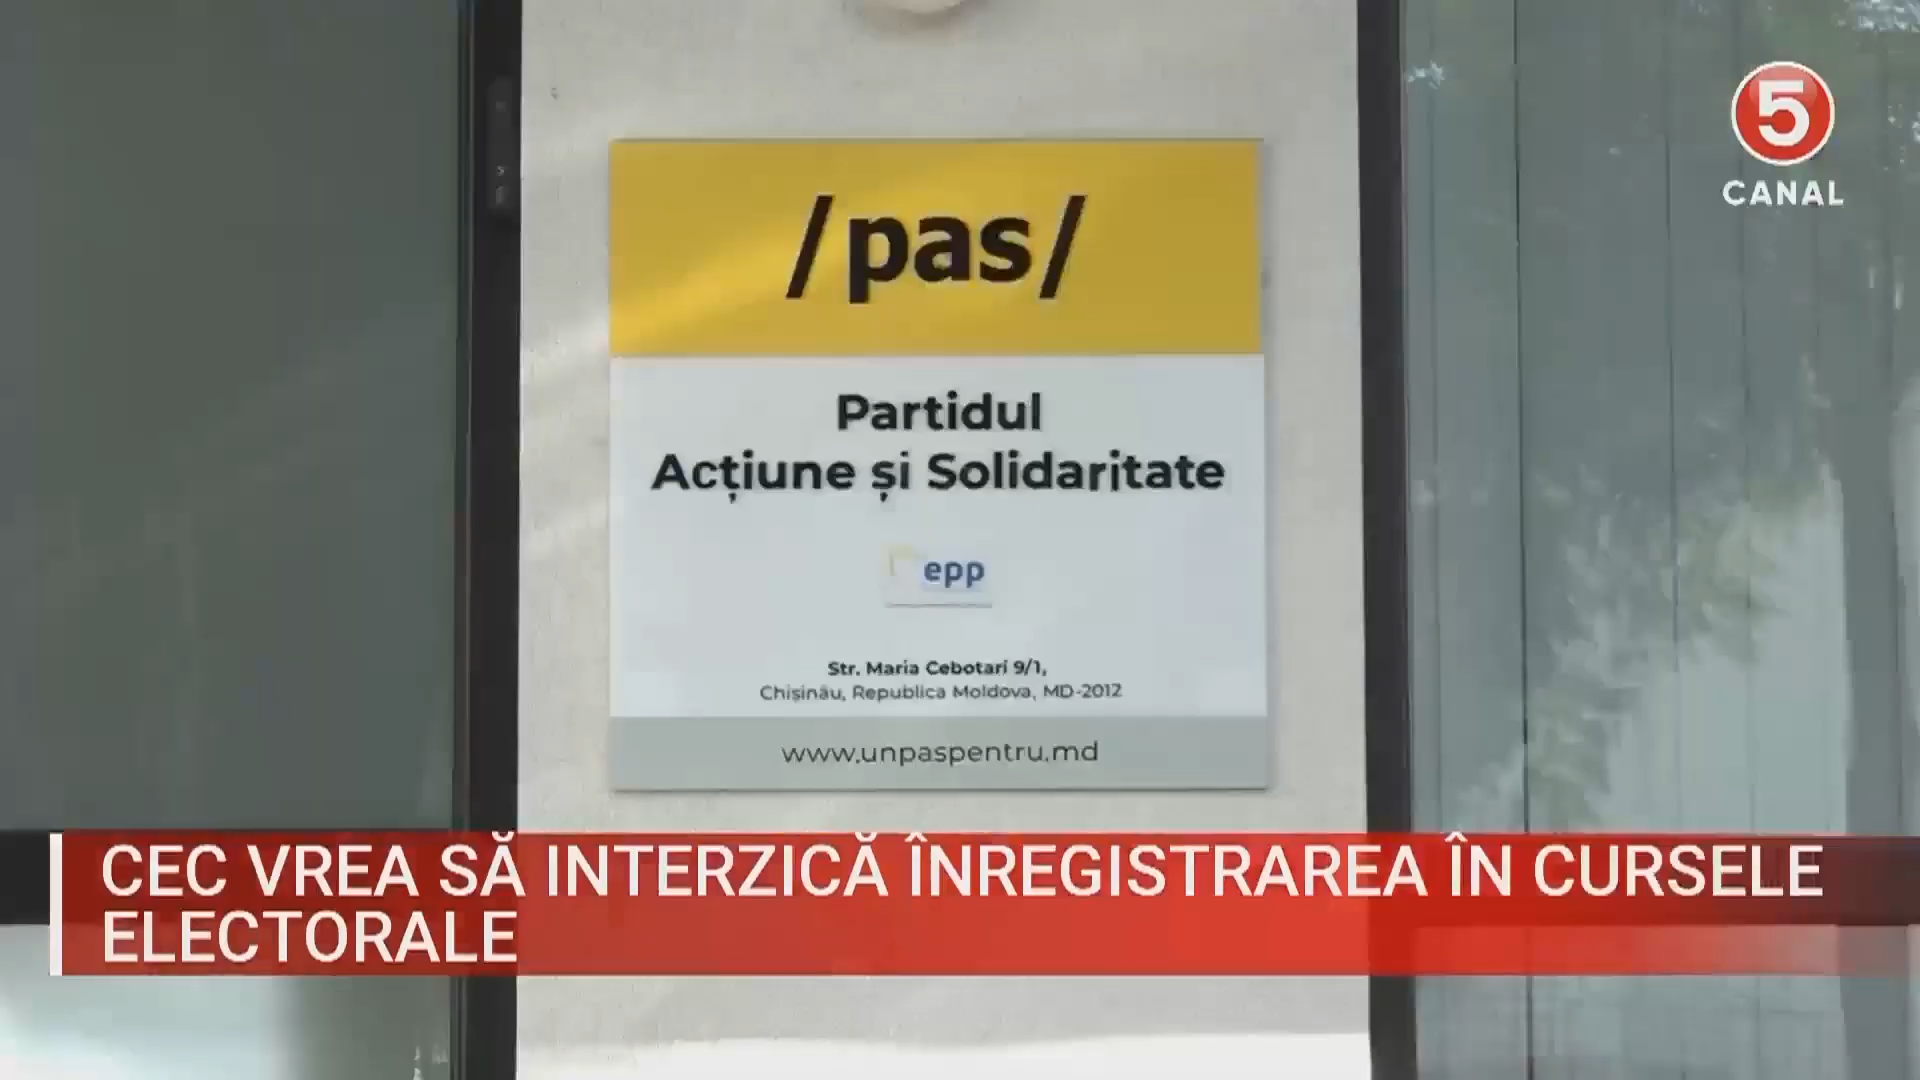 5
CANAL
/pas/
Partidul
Acțiune și Solidaritate
epp
Str. Maria Cebotari 9/1,
Chișinău, Republica Moldova, MD-2012
www.unpaspentru.md
CEC VREA SĂ INTERZICĂ ÎNREGISTRAREA ÎN CURSELE
ELECTORALE